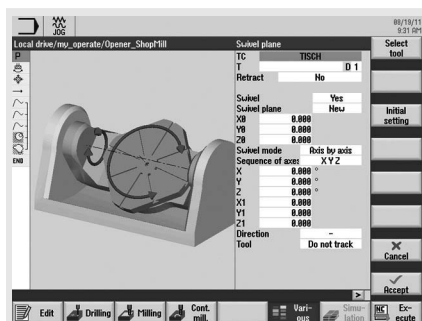 JOG
08/19/11
9:31 AM
Local drive/my_operate/Opener_ShopMill
Swivel plane
Select tool
TC TISCH
T D 1
Retract No
Swivel Yes
Swivel plane New
X0 0.000
Y0 0.000
Z0 0.000
Swivel mode Axis by axis
Sequence of axes X Y Z
X 0.000 °
Y 0.000 °
Z 0.000 °
X1 0.000
Y1 0.000
Z1 0.000
Direction -
Tool Do not track
P
END
Initial setting
Cancel
Accept
Edit
Drilling
Milling
Cont. mill.
Vari- ous
Simu- lation
NC Ex- ecute